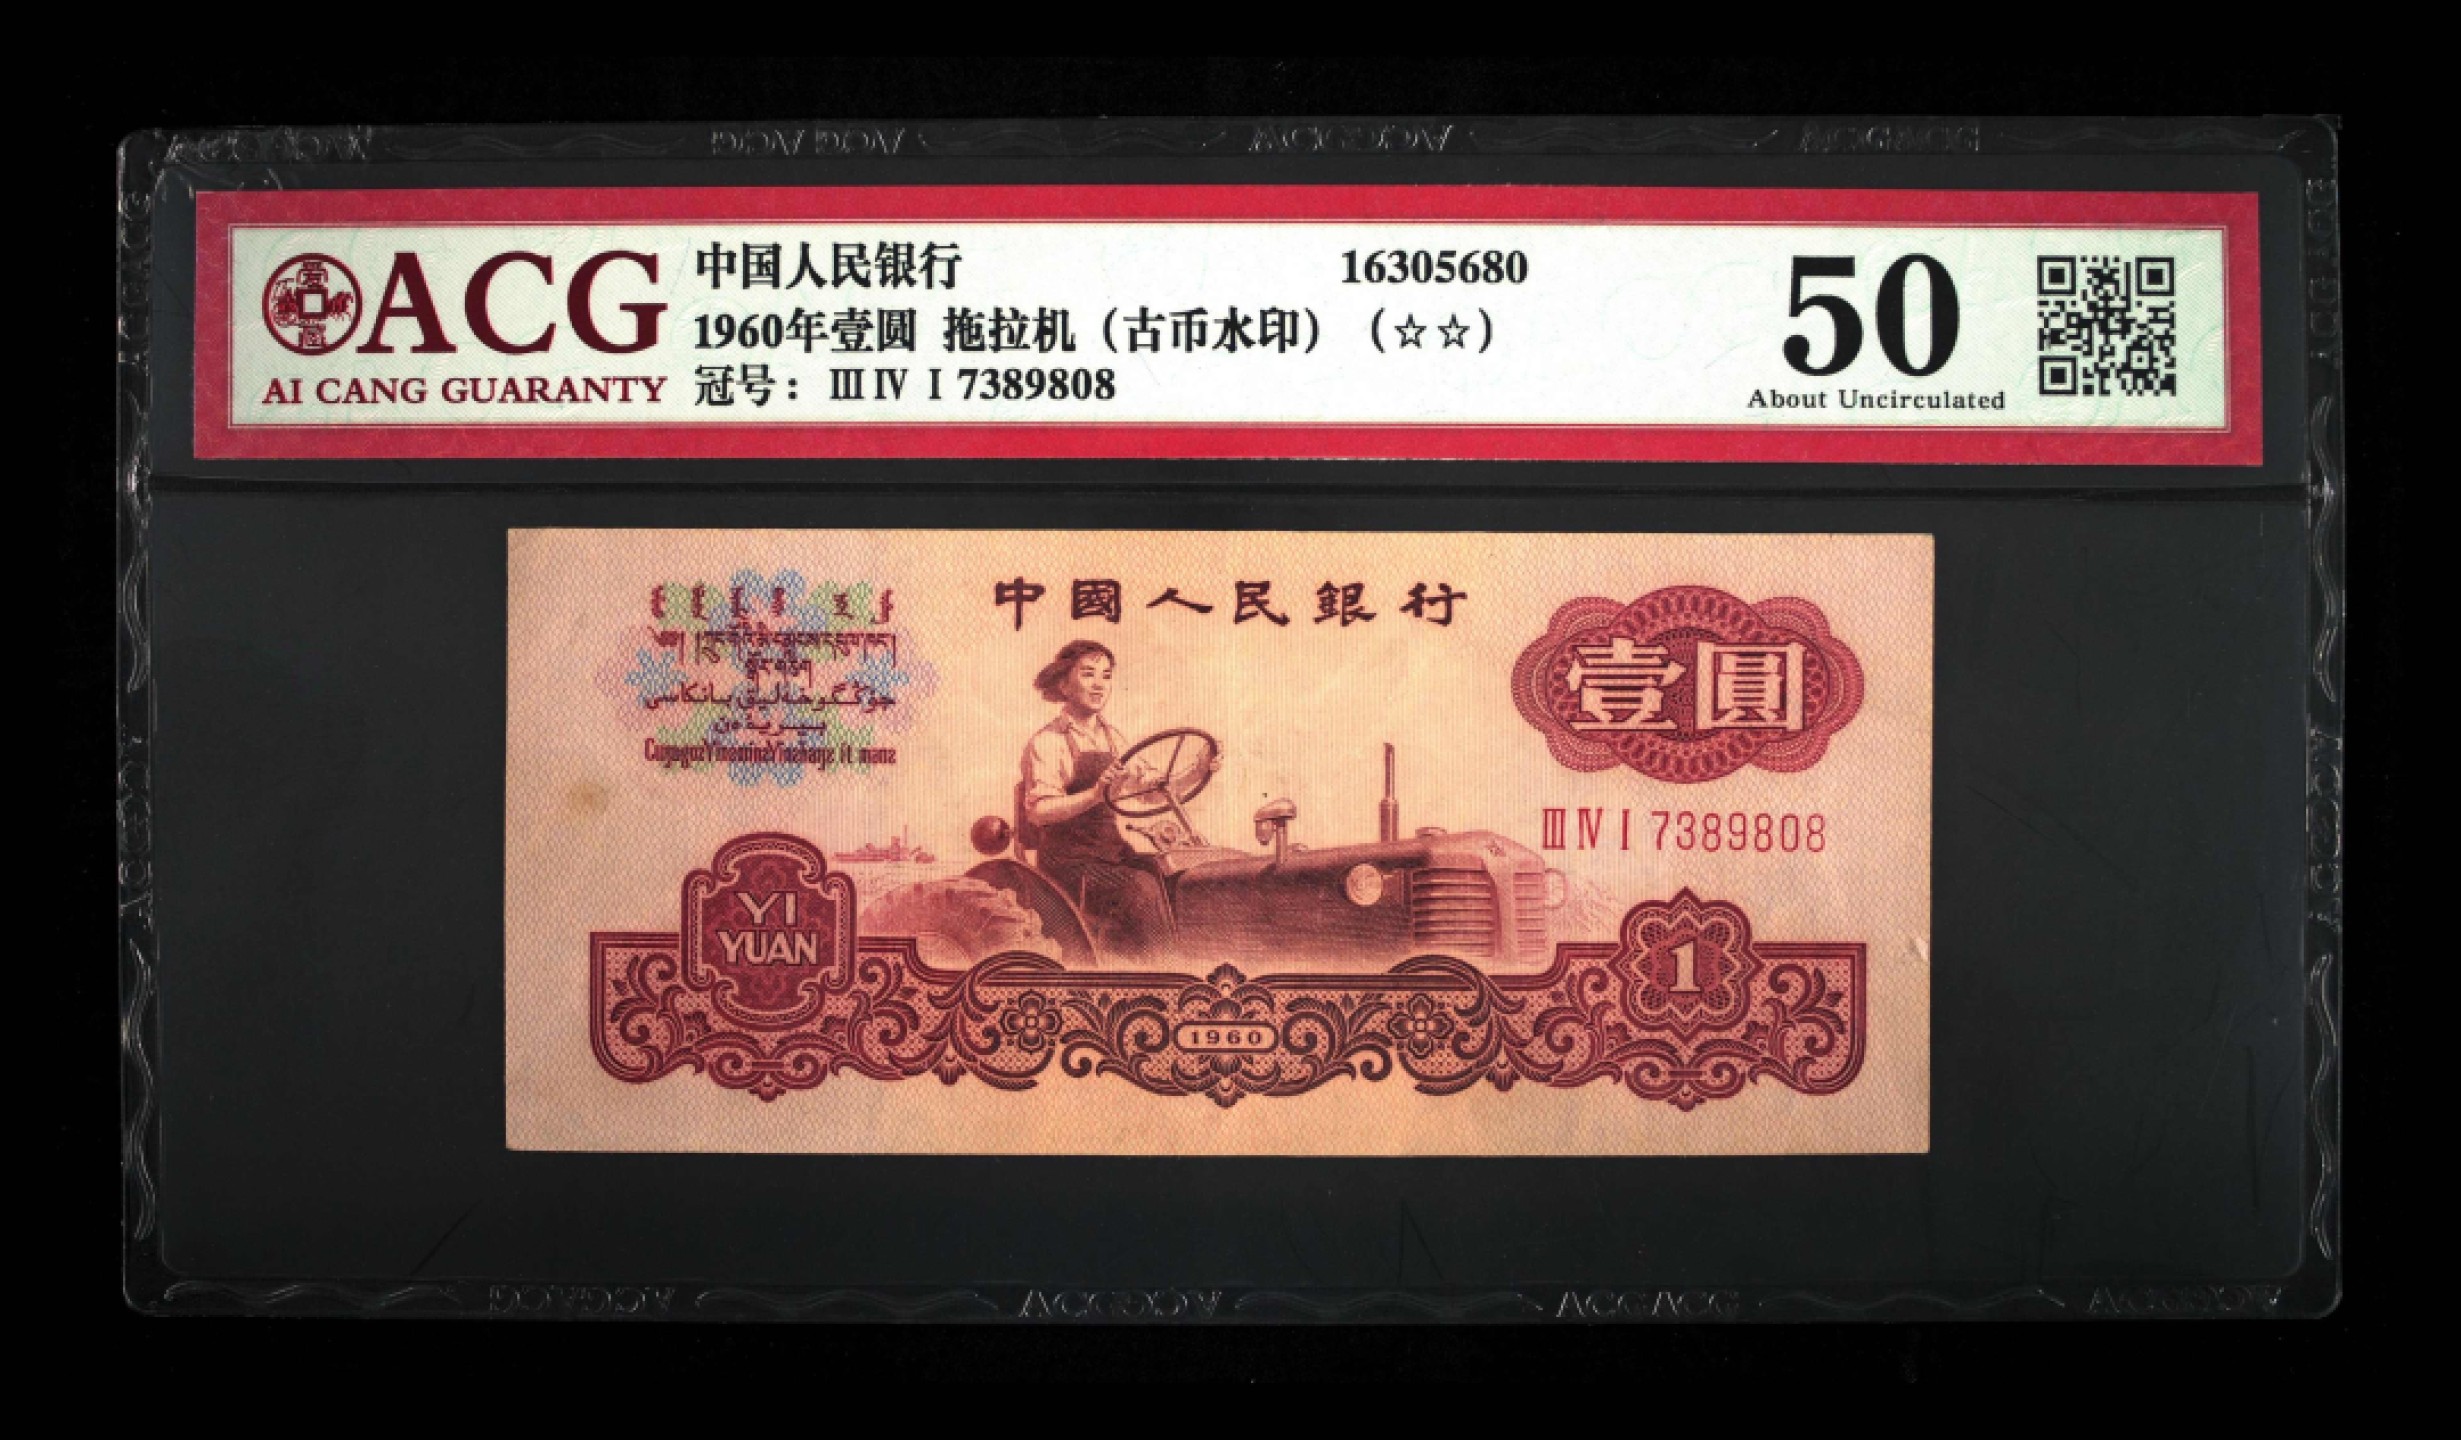 ACG
AI CANG GUARANTY
中国人民银行
16305680
1960年壹圆 拖拉机（古币水印）（☆☆）
冠号：ⅢⅣⅠ7389808
50
About Uncirculated
中國人民銀行
壹圓
ⅢⅣⅠ7389808
YI
YUAN
1
1960